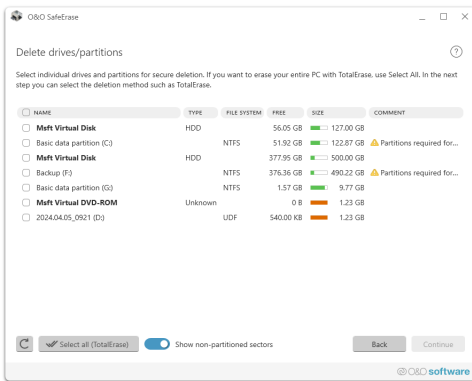 O&O SafeErase
Delete drives/partitions
Select individual drives and partitions for secure deletion. If you want to erase your entire PC with TotalErase, use Select All. In the next
step you can select the deletion method such as TotalErase.
NAME TYPE FILE SYSTEM FREE SIZE COMMENT
Msft Virtual Disk HDD 56.05 GB 127.00 GB
Basic data partition (C:) NTFS 51.92 GB 122.87 GB Partitions required for...
Msft Virtual Disk HDD 377.95 GB 500.00 GB
Backup (F:) NTFS 376.36 GB 490.22 GB Partitions required for...
Basic data partition (G:) NTFS 1.57 GB 9.77 GB
Msft Virtual DVD-ROM Unknown 0 B 1.23 GB
2024.04.05_0921 (D:) UDF 540.00 KB 1.23 GB
Select all (TotalErase) Show non-partitioned sectors Back Continue
O&O software